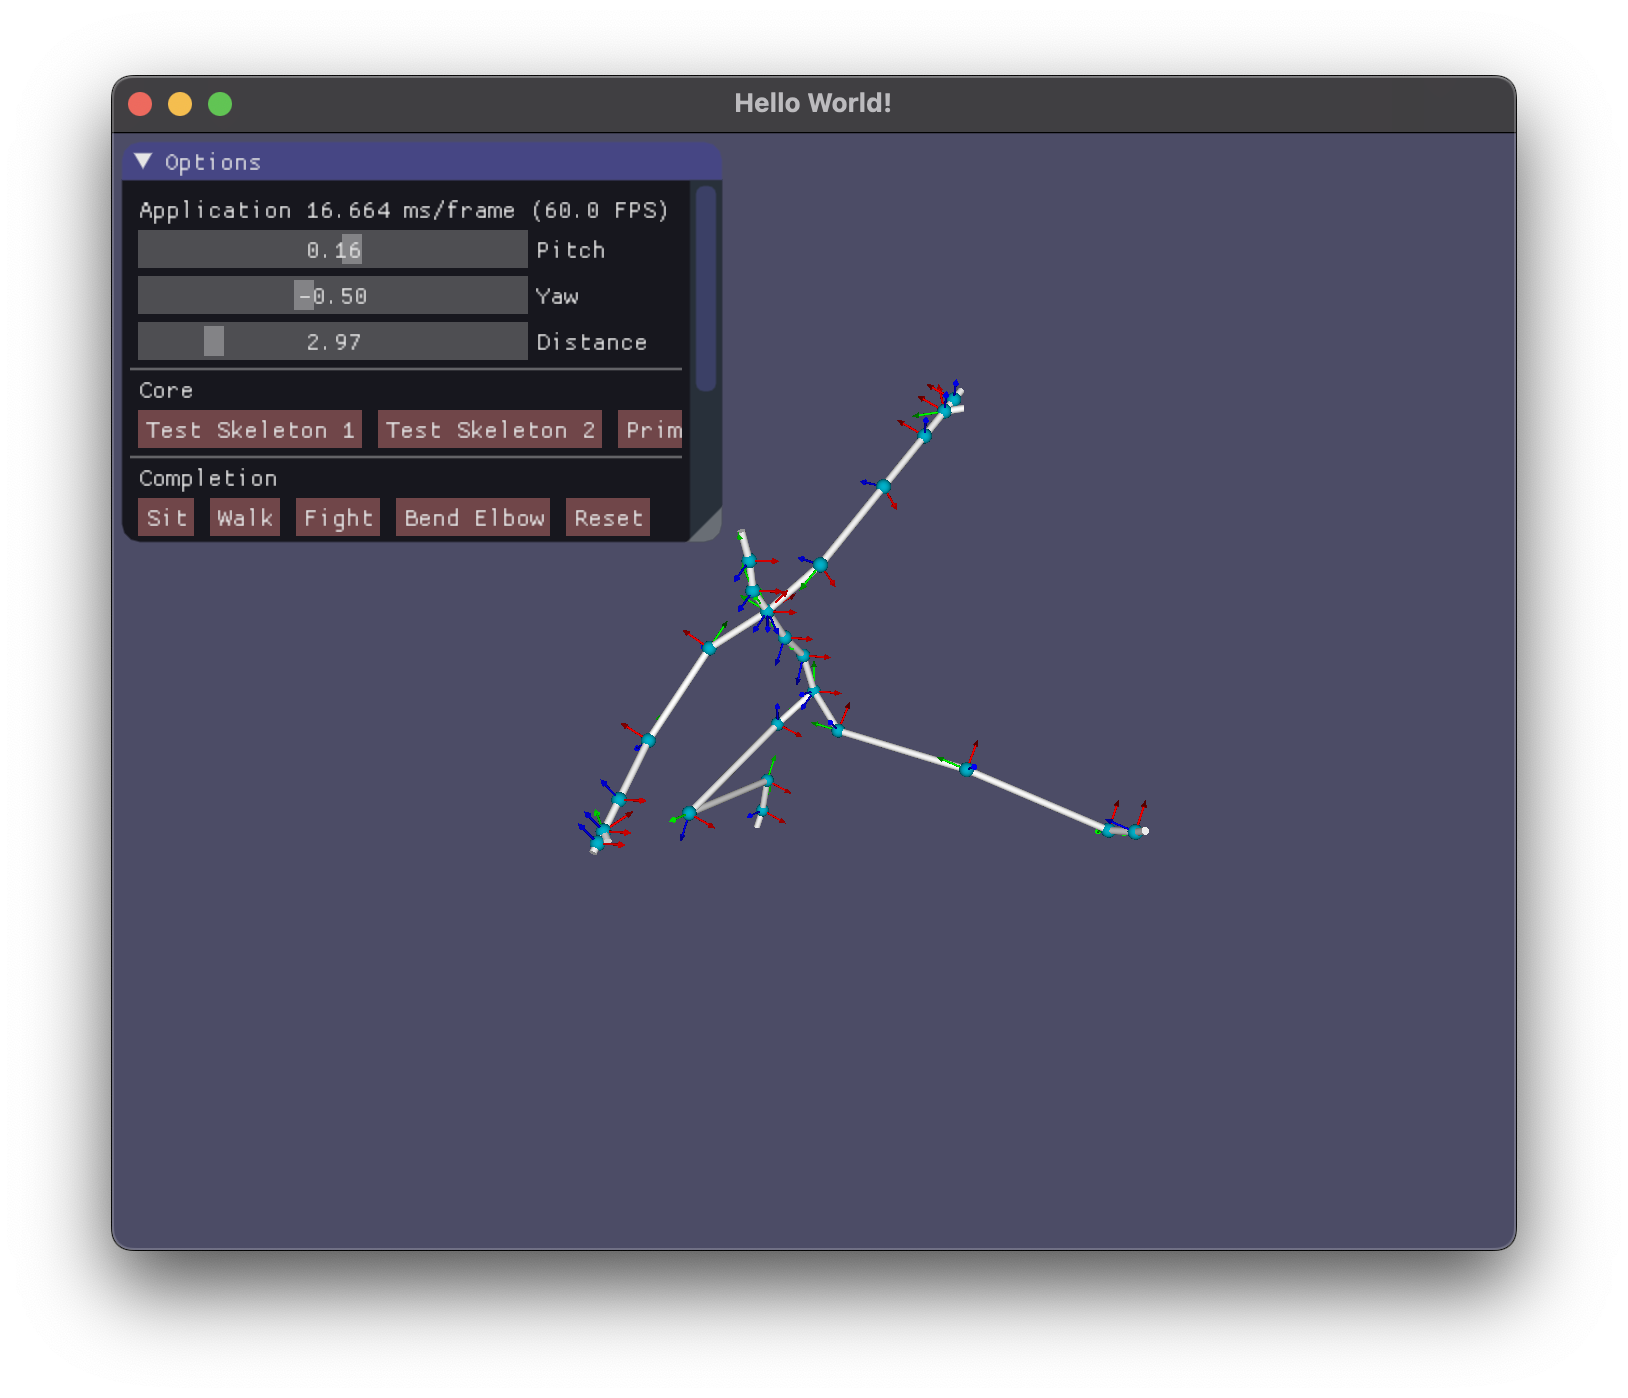 Hello World!
Options
Application 16.664 ms/frame (60.0 FPS)
0.16 Pitch
-0.50 Yaw
2.97 Distance
Core
Test Skeleton 1 Test Skeleton 2 Prim
Completion
Sit Walk Fight Bend Elbow Reset